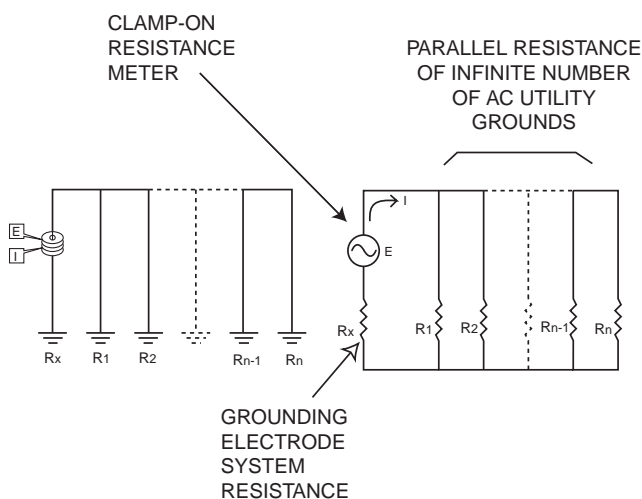 CLAMP-ON
RESISTANCE
METER
PARALLEL RESISTANCE
OF INFINITE NUMBER
OF AC UTILITY
GROUNDS
E
I
Rx R1 R2 Rn-1 Rn
I
E
Rx R1 R2 Rn-1 Rn
GROUNDING
ELECTRODE
SYSTEM
RESISTANCE